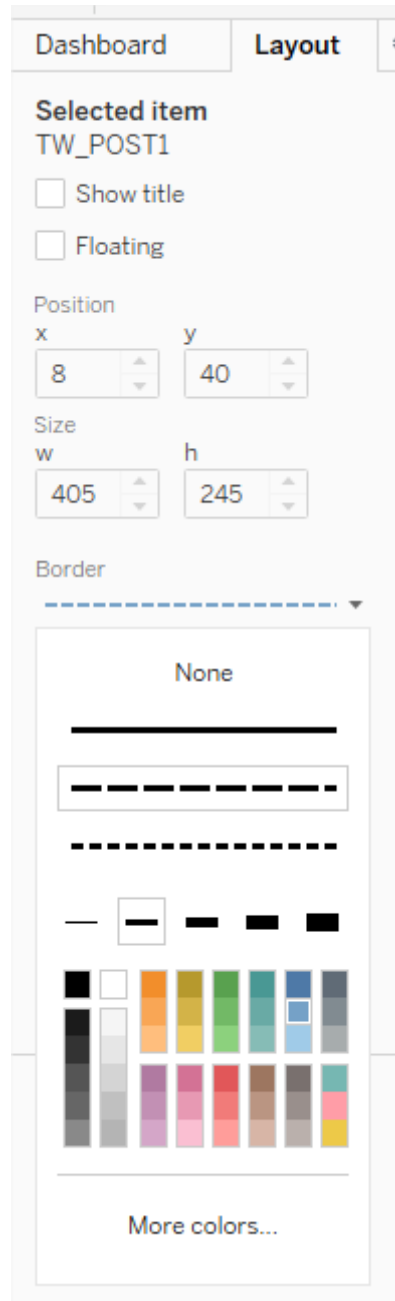 Dashboard Layout
Selected item
TW_POST1
Show title
Floating
Position
x y
8 40
Size
w h
405 245
Border
None
More colors...